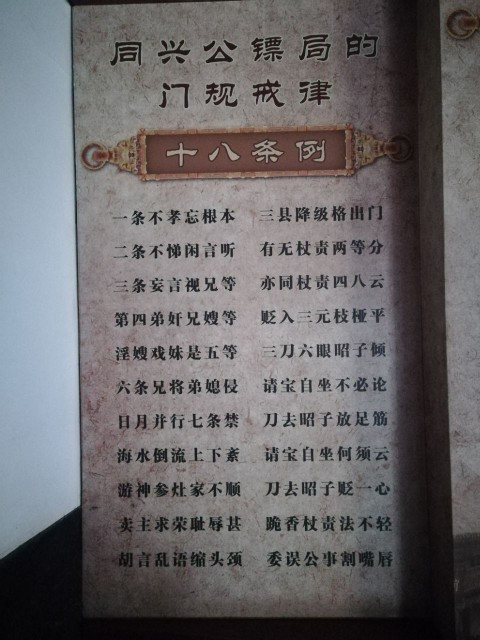 同兴公镖局的
门规戒律
十八条例
一条不孝忘根本 三县降级格出门
二条不悌闲言听 有无杖责两等分
三条妄言视兄等 亦同杖责四八云
第四弟奸兄嫂等 贬入三元枝桠平
淫嫂戏妹是五等 三刀六眼昭子倾
六条兄将弟媳侵 请宝自坐不必论
日月并行七条禁 刀去昭子放足筋
海水倒流上下紊 请宝自坐何须云
游神参灶家不顺 刀去昭子贬一心
卖主求荣耻辱甚 跪香杖责法不轻
胡言乱语缩头颈 委误公事割嘴唇